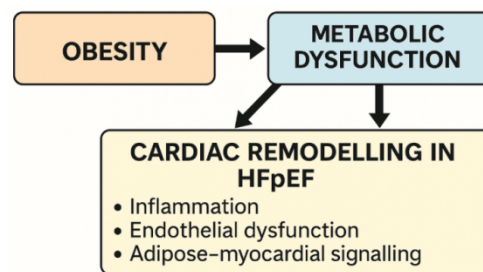 OBESITY
METABOLIC
DYSFUNCTION
CARDIAC REMODELLING IN
HFpEF
• Inflammation
• Endothelial dysfunction
• Adipose–myocardial signalling